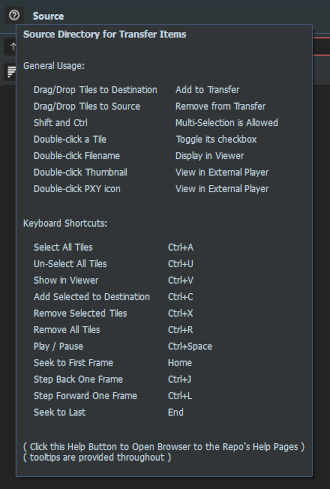 Source
Source Directory for Transfer Items
General Usage:
Drag/Drop Tiles to Destination Add to Transfer
Drag/Drop Tiles to Source Remove from Transfer
Shift and Ctrl Multi-Selection is Allowed
Double-click a Tile Toggle its checkbox
Double-click Filename Display in Viewer
Double-click Thumbnail View in External Player
Double-click PXY icon View in External Player
Keyboard Shortcuts:
Select All Tiles Ctrl+A
Un-Select All Tiles Ctrl+U
Show in Viewer Ctrl+V
Add Selected to Destination Ctrl+C
Remove Selected Tiles Ctrl+X
Remove All Tiles Ctrl+R
Play / Pause Ctrl+Space
Seek to First Frame Home
Step Back One Frame Ctrl+J
Step Forward One Frame Ctrl+L
Seek to Last End
( Click this Help Button to Open Browser to the Repo's Help Pages )
( tooltips are provided throughout )